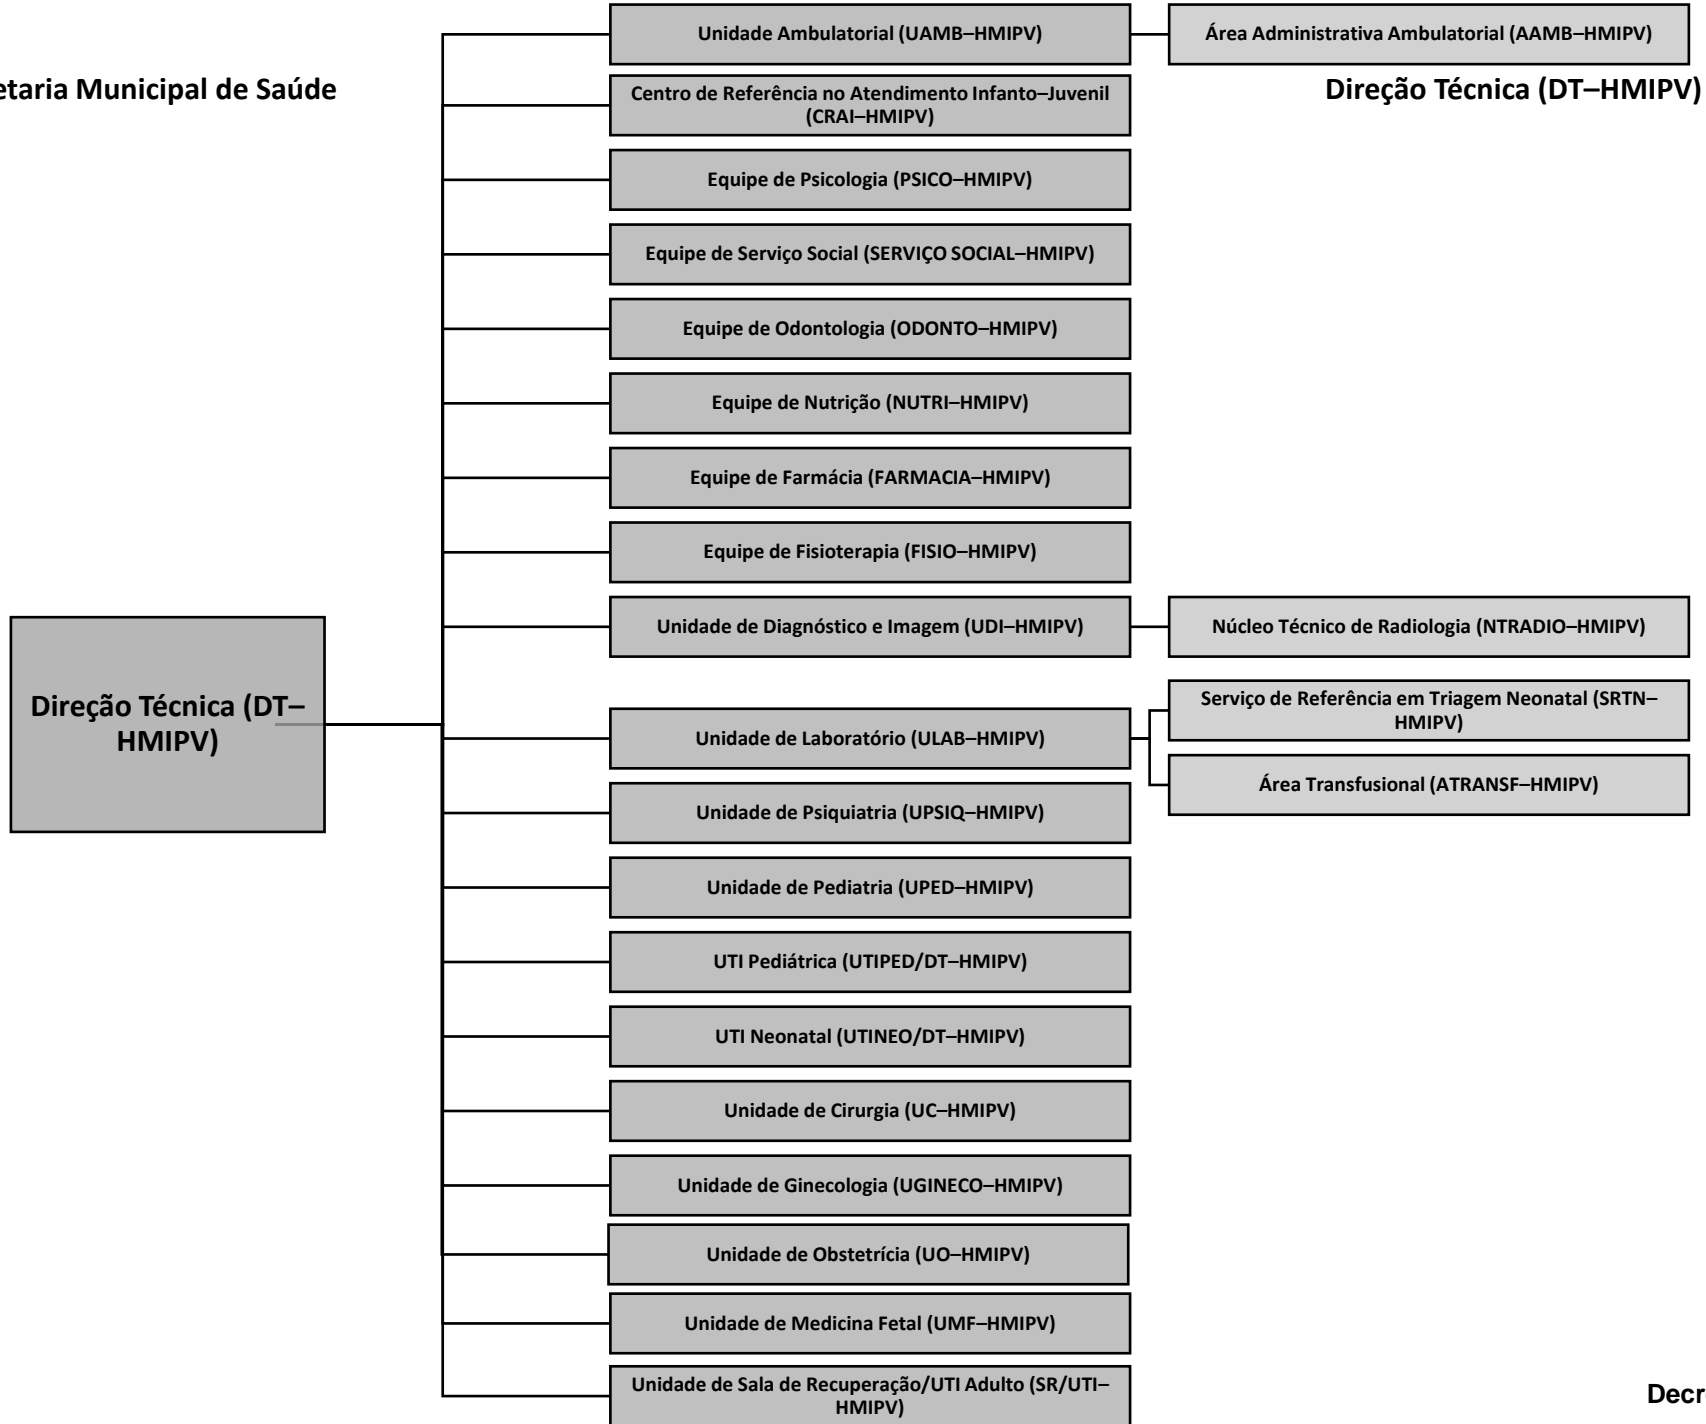 Unidade Ambulatorial (UAMB–HMIPV)
Área Administrativa Ambulatorial (AAMB–HMIPV)
Municipal de Saúde
Direção Técnica (DT–HMIPV)
Centro de Referência no Atendimento Infanto–Juvenil
(CRAI–HMIPV)
Equipe de Psicologia (PSICO–HMIPV)
Equipe de Serviço Social (SERVIÇO SOCIAL–HMIPV)
Equipe de Odontologia (ODONTO–HMIPV)
Equipe de Nutrição (NUTRI–HMIPV)
Equipe de Farmácia (FARMACIA–HMIPV)
Equipe de Fisioterapia (FISIO–HMIPV)
Unidade de Diagnóstico e Imagem (UDI–HMIPV)
Núcleo Técnico de Radiologia (NTRADIO–HMIPV)
Direção Técnica (DT–
HMIPV)
Unidade de Laboratório (ULAB–HMIPV)
Serviço de Referência em Triagem Neonatal (SRTN–
HMIPV)
Área Transfusional (ATRANSF–HMIPV)
Unidade de Psiquiatria (UPSIQ–HMIPV)
Unidade de Pediatria (UPED–HMIPV)
UTI Pediátrica (UTIPED/DT–HMIPV)
UTI Neonatal (UTINEO/DT–HMIPV)
Unidade de Cirurgia (UC–HMIPV)
Unidade de Ginecologia (UGINECO–HMIPV)
Unidade de Obstetrícia (UO–HMIPV)
Unidade de Medicina Fetal (UMF–HMIPV)
Unidade de Sala de Recuperação/UTI Adulto (SR/UTI–
HMIPV)